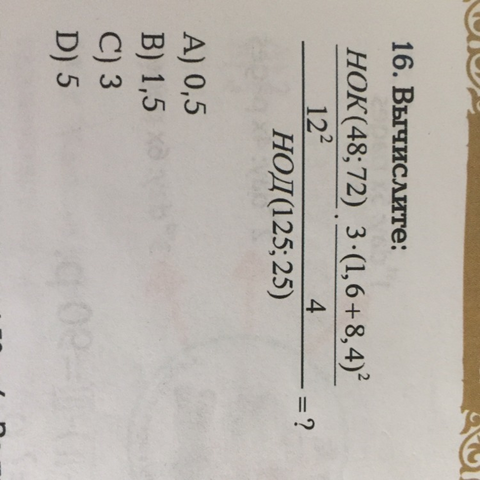 16. Вычислите:
НОК(48;72) · 3·(1,6+8,4)²
12² 4
= ?
НОД(125;25)
A) 0,5
B) 1,5
C) 3
D) 5